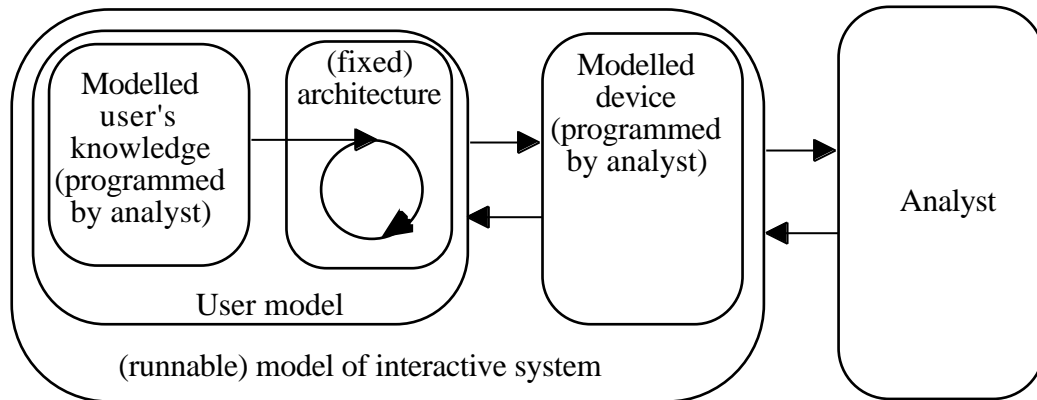 Modelled
user's
knowledge
(programmed
by analyst)
(fixed)
architecture
User model
Modelled
device
(programmed
by analyst)
(runnable) model of interactive system
Analyst